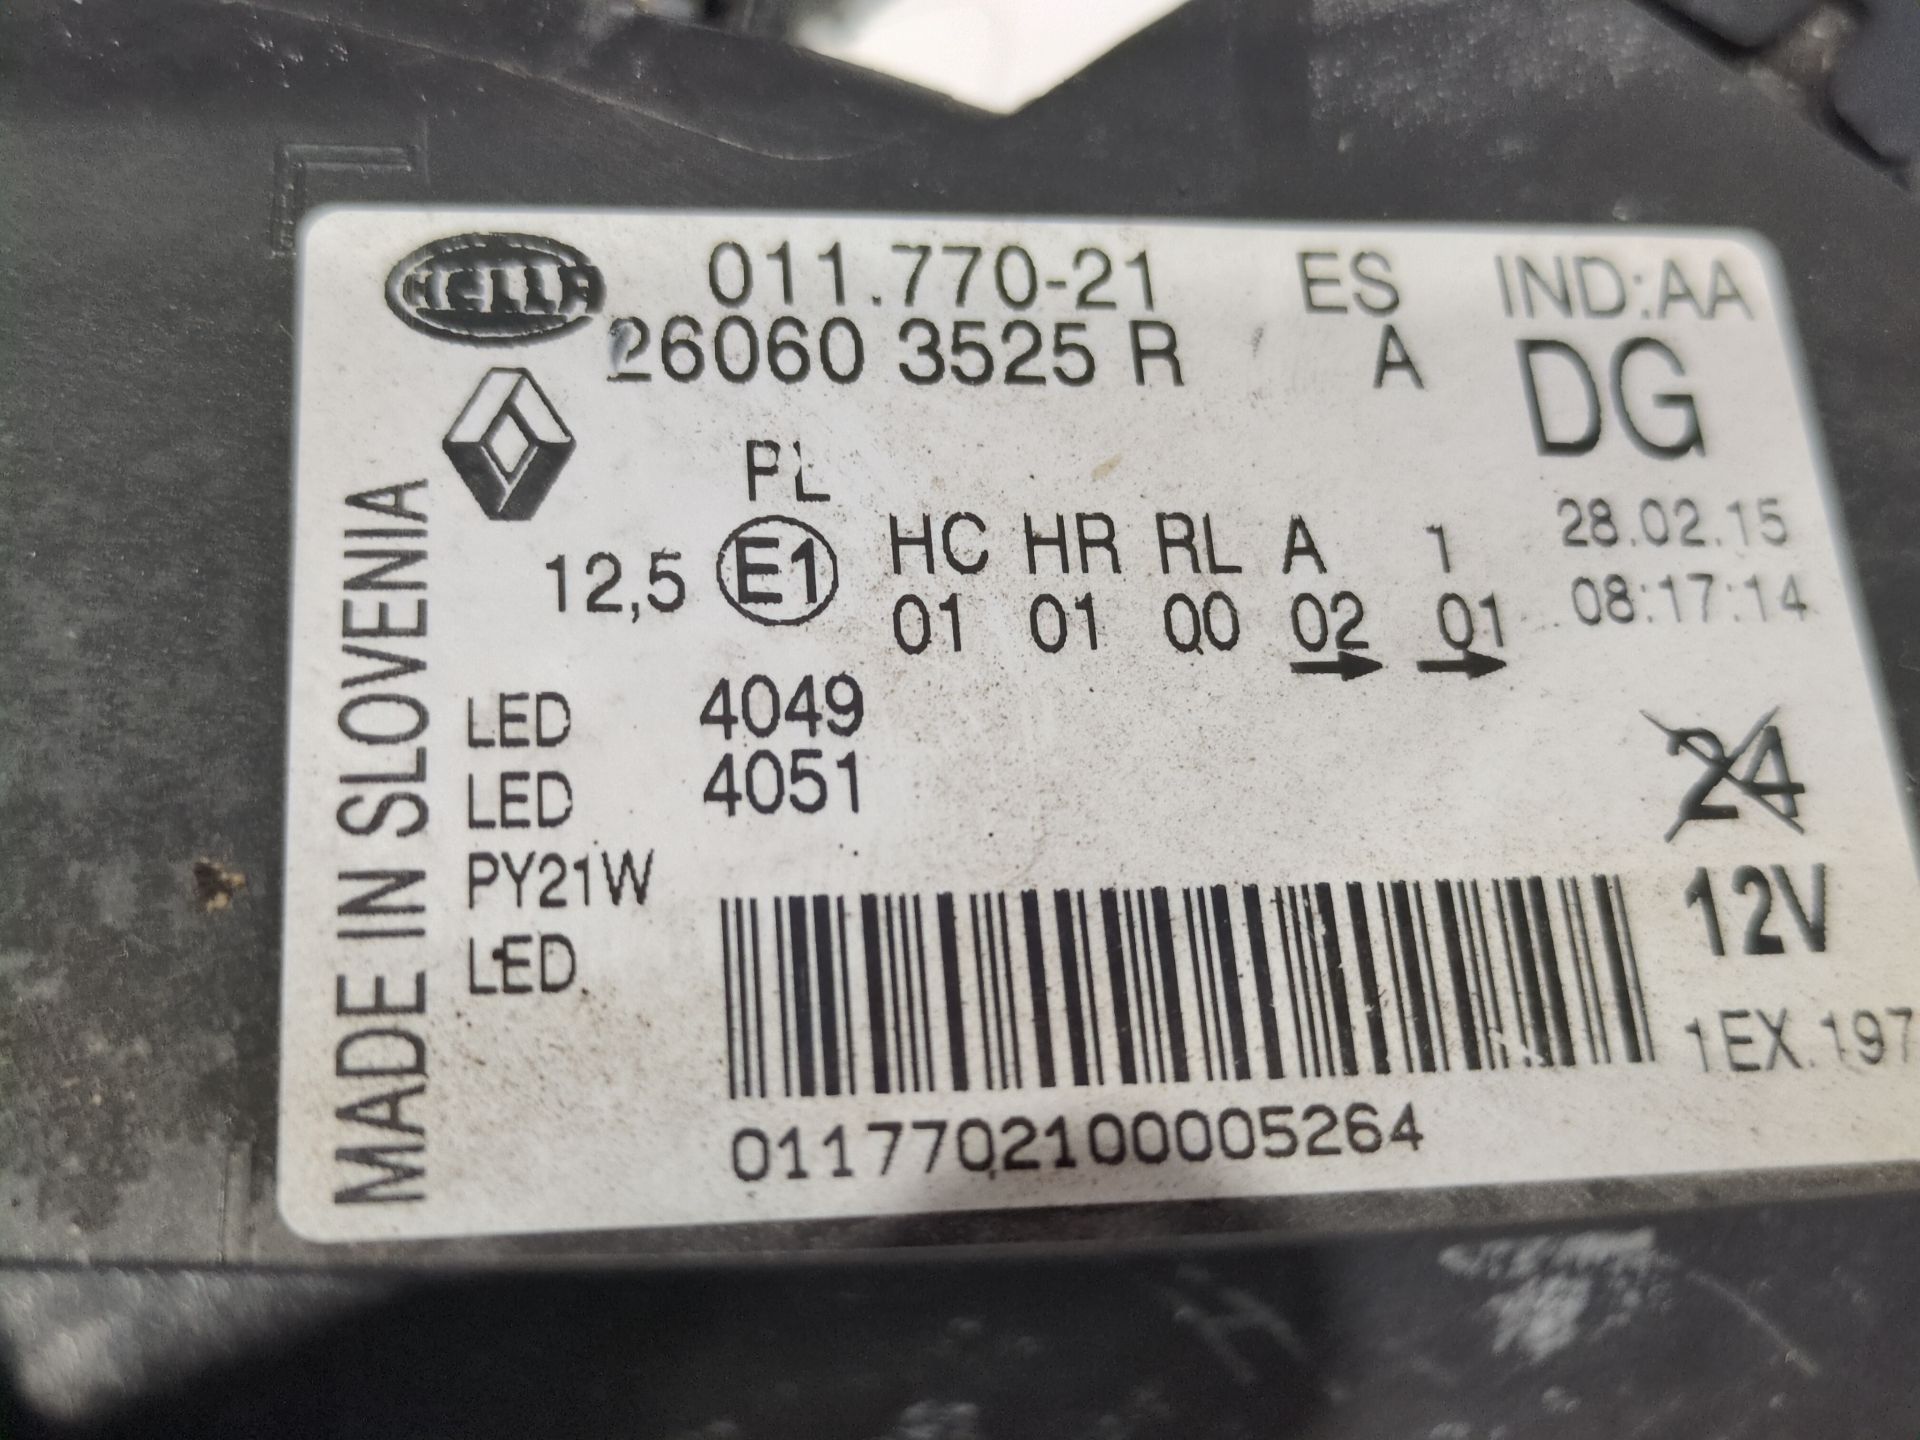 HELLA 011.770-21 ES IND:AA
26060 3525 R A DG
PL
12,5 E1 HC HR RL A 1 28.02.15
01 01 00 02 01 08:17:14
LED 4049
LED 4051
24
PY21W
12V
LED
1EX.197
0117702100005264
MADE IN SLOVENIA